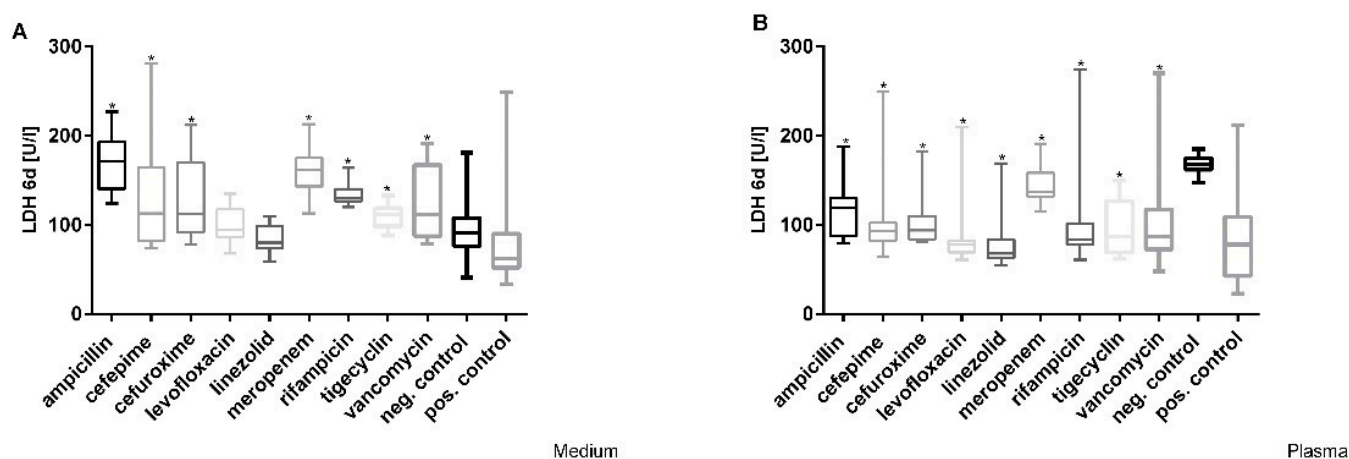 A
LDH 6d [U/l]
300
200
100
0
* * * * * * *
ampicillin
cefepime
cefuroxime
levofloxacin
linezolid
meropenem
rifampicin
tigecyclin
vancomycin
neg. control
pos. control
Medium
B
LDH 6d [U/l]
300
200
100
0
* * * * * * * * *
ampicillin
cefepime
cefuroxime
levofloxacin
linezolid
meropenem
rifampicin
tigecyclin
vancomycin
neg. control
pos. control
Plasma